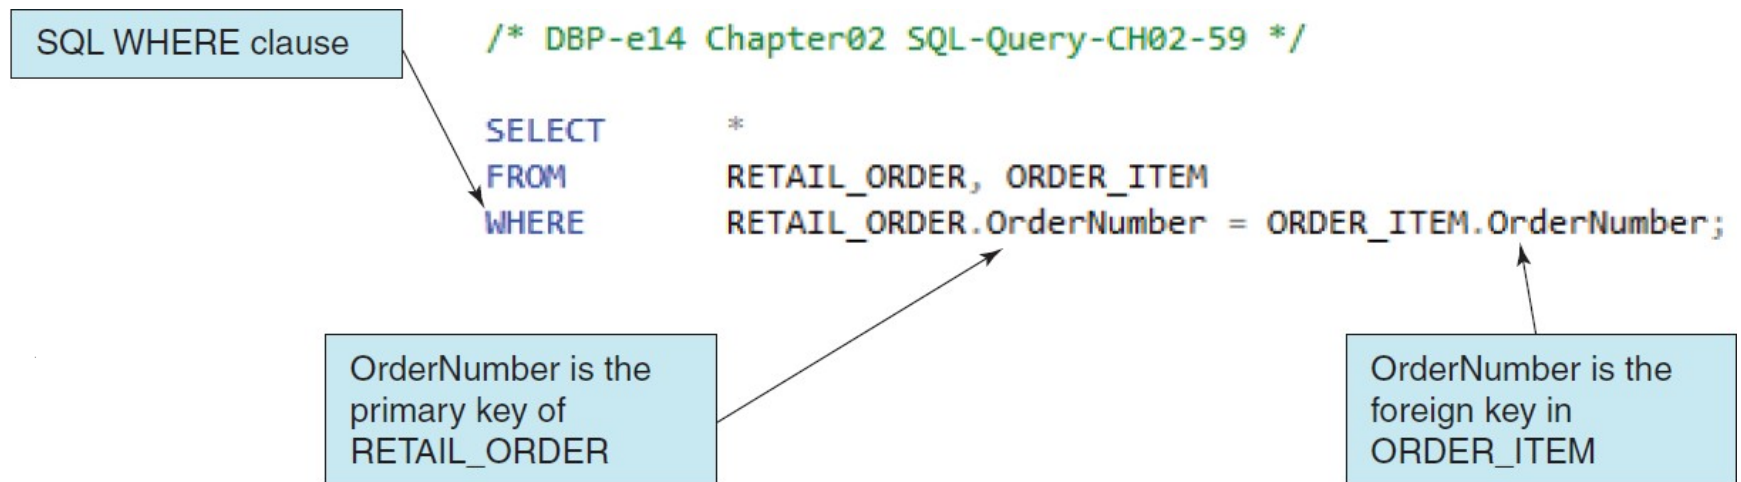 SQL WHERE clause
/* DBP-e14 Chapter02 SQL-Query-CH02-59 */
SELECT *
FROM RETAIL_ORDER, ORDER_ITEM
WHERE RETAIL_ORDER.OrderNumber = ORDER_ITEM.OrderNumber;
OrderNumber is the
primary key of
RETAIL_ORDER
OrderNumber is the
foreign key in
ORDER_ITEM